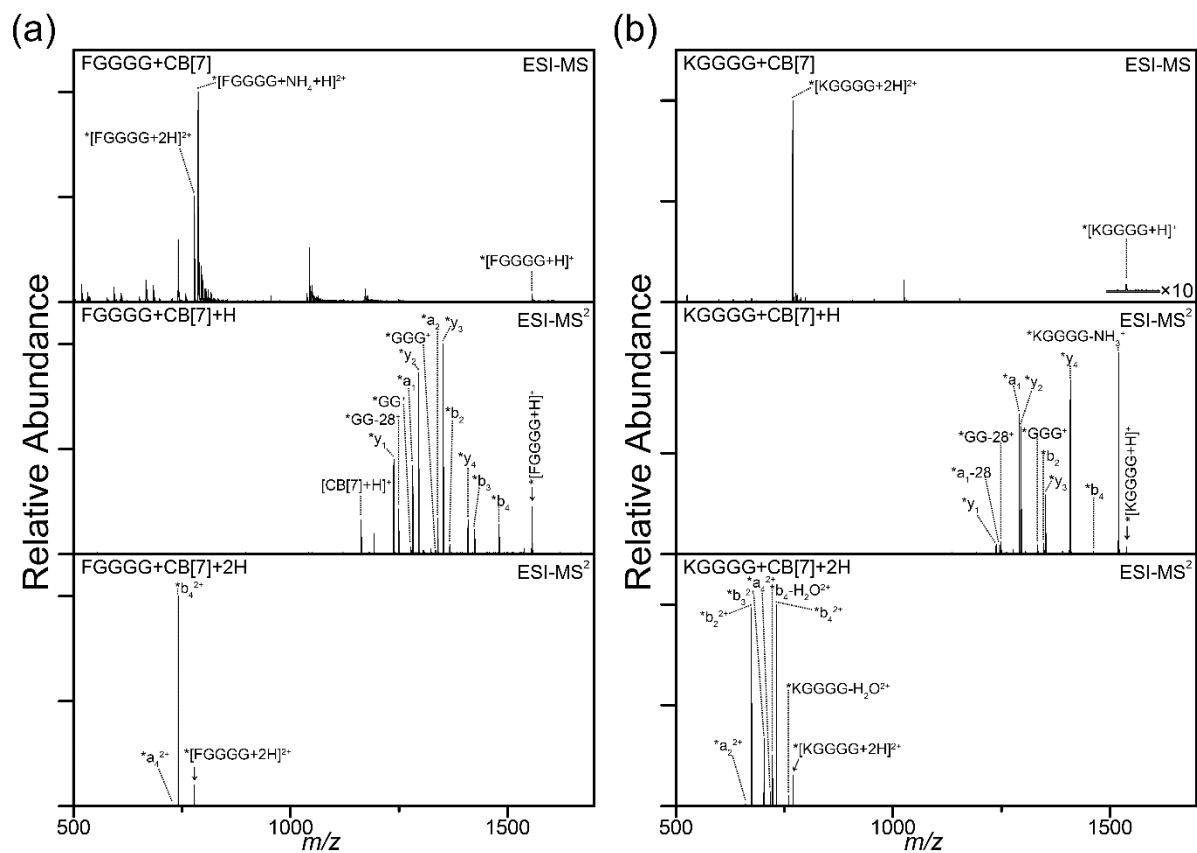 (a)
Relative Abundance
FGGGG+CB[7]
ESI-MS
*[FGGGG+NH₄+H]²⁺
*[FGGGG+2H]²⁺
*[FGGGG+H]⁺
FGGGG+CB[7]+H
ESI-MS²
*a₂
*y₃
*GGG⁺
*y₂
*a₁
*GG⁺
*b₂
*GG-28⁺
*y₁
*[FGGGG+H]⁺
*y₄
[CB[7]+H]⁺
*b₃
*b₄
FGGGG+CB[7]+2H
ESI-MS²
*b₄²⁺
*a₄²⁺
*[FGGGG+2H]²⁺
500
1000
1500
m/z
(b)
Relative Abundance
KGGGG+CB[7]
ESI-MS
*[KGGGG+2H]²⁺
*[KGGGG+H]⁺
×10
KGGGG+CB[7]+H
ESI-MS²
*KGGGG-NH₃⁺
*y₄
*a₁
*y₂
*GG-28⁺
*GGG⁺
*b₂
*a₁-28
*y₃
*b₄
*y₁
*[KGGGG+H]⁺
KGGGG+CB[7]+2H
ESI-MS²
*b₃²⁺
*a₄²⁺
*b₄-H₂O²⁺
*b₂²⁺
*b₄²⁺
*KGGGG-H₂O²⁺
*a₂²⁺
*[KGGGG+2H]²⁺
500
1000
1500
m/z